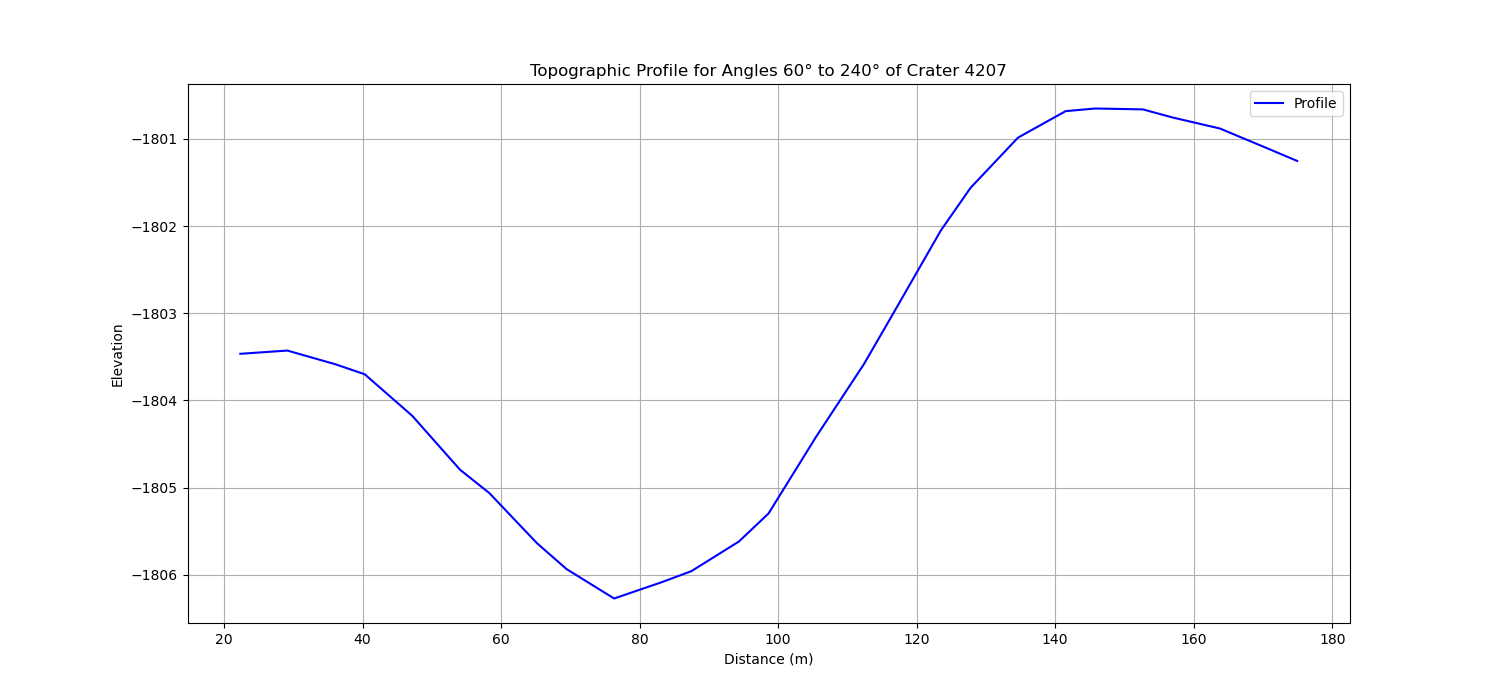 Topographic Profile for Angles 60° to 240° of Crater 4207
Profile
−1801
−1802
−1803
−1804
−1805
−1806
Elevation
20 40 60 80 100 120 140 160 180
Distance (m)